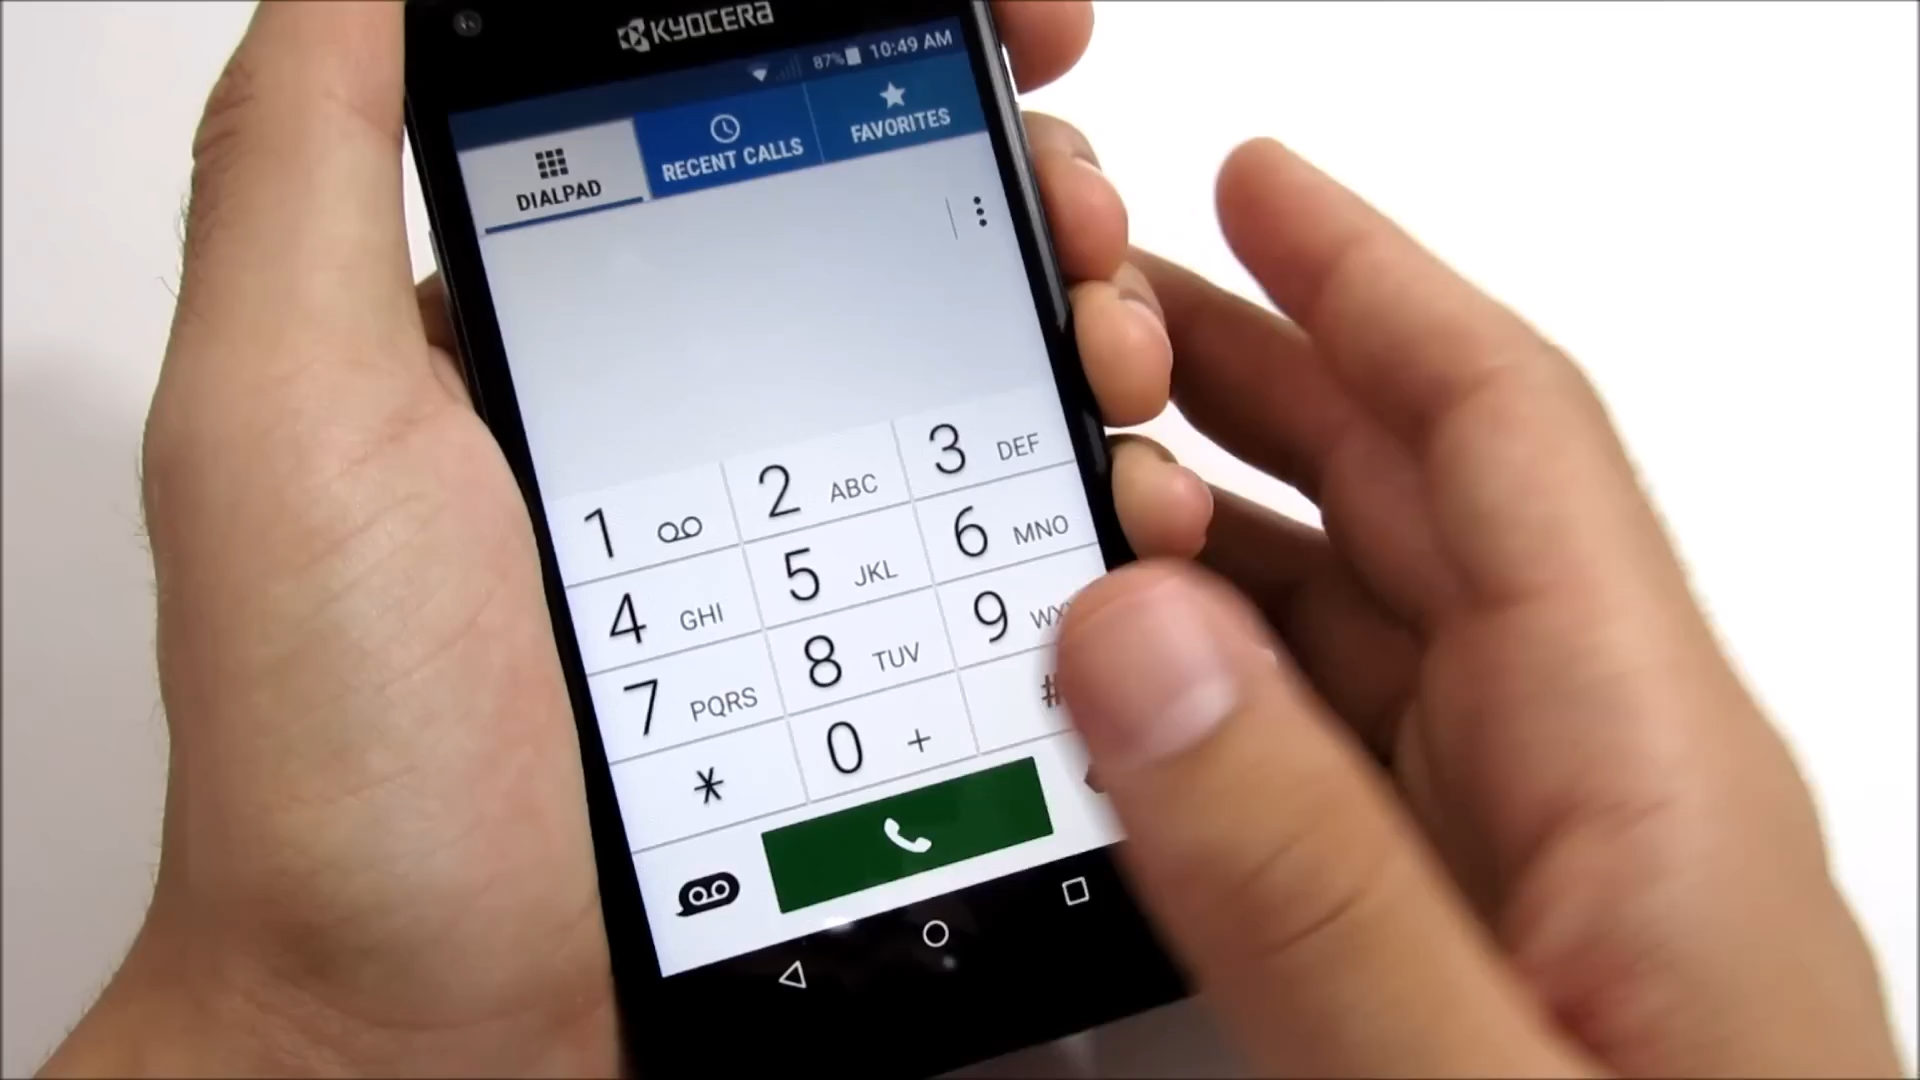 KYOCERA
87% 10:49 AM
DIALPAD
RECENT CALLS
FAVORITES
1
2 ABC
3 DEF
4 GHI
5 JKL
6 MNO
7 PQRS
8 TUV
9
*
0 +
#